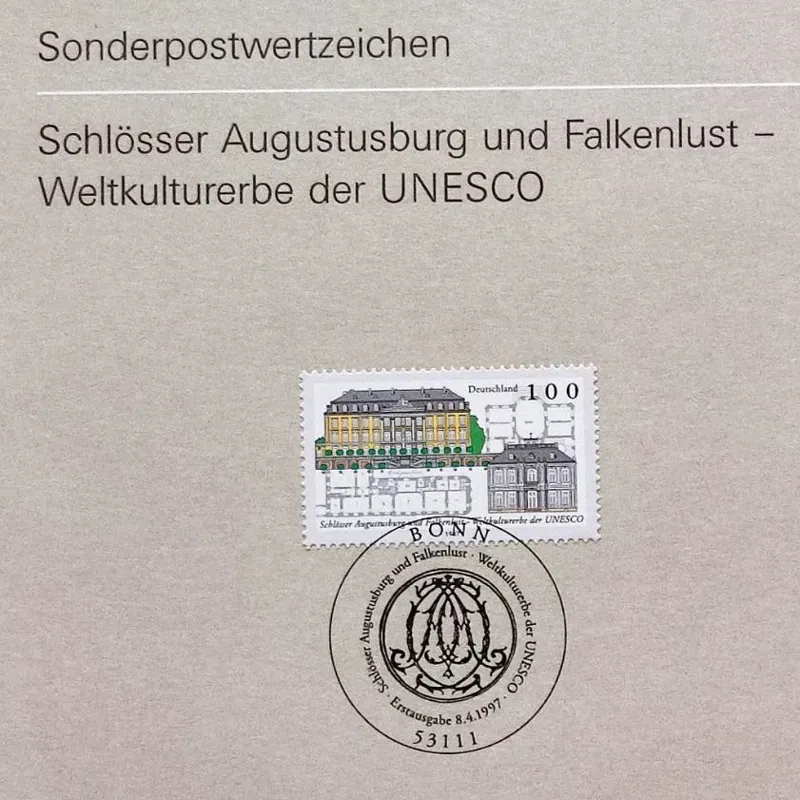 Sonderpostwertzeichen
Schlösser Augustusburg und Falkenlust –
Weltkulturerbe der UNESCO
Deutschland 100
Schlösser Augustusburg und Falkenlust - Weltkulturerbe der UNESCO
BONN
Schlösser Augustusburg und Falkenlust · Weltkulturerbe der UNESCO
· Erstausgabe 8.4.1997 ·
53111